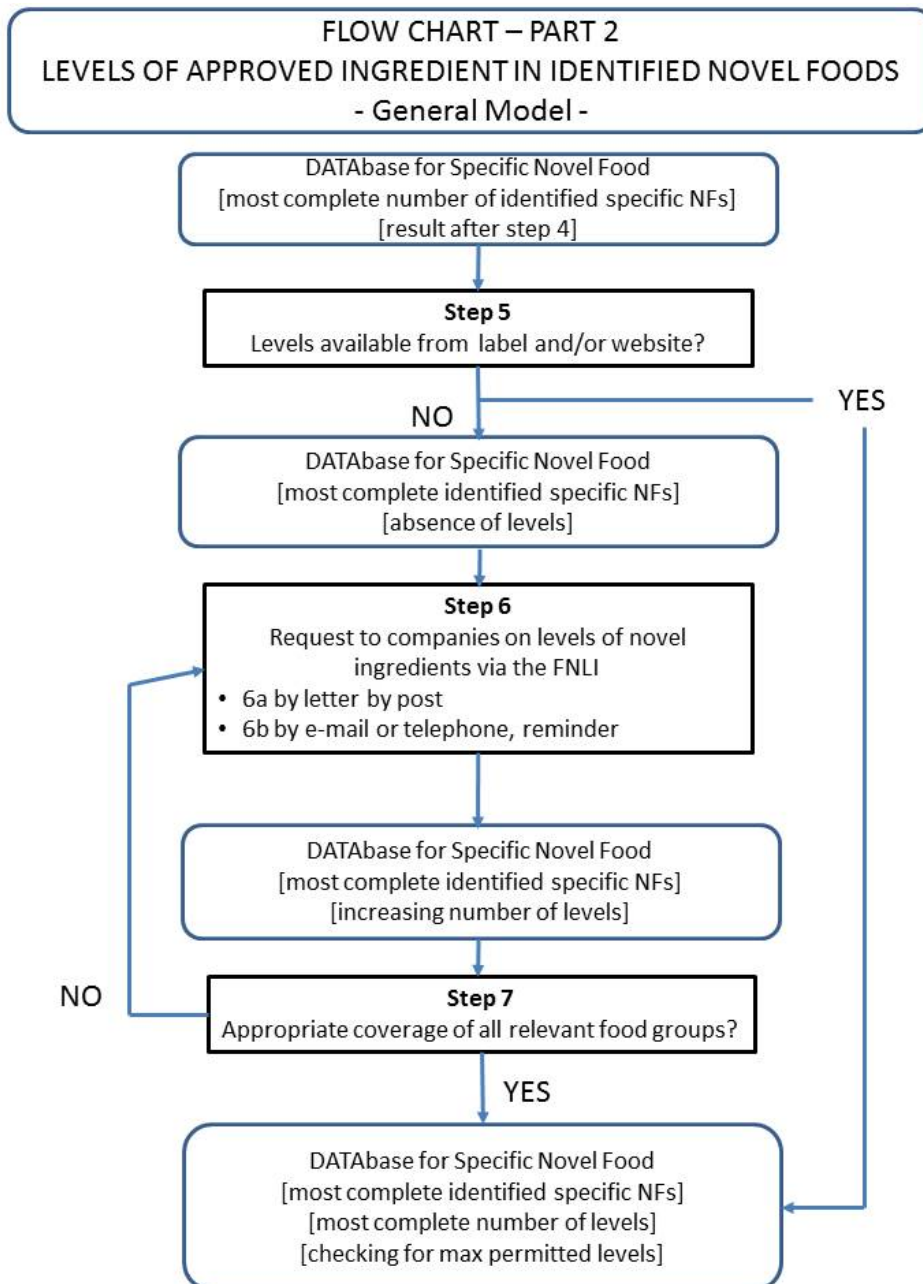 FLOW CHART – PART 2
LEVELS OF APPROVED INGREDIENT IN IDENTIFIED NOVEL FOODS
- General Model -
DATAbase for Specific Novel Food
[most complete number of identified specific NFs]
[result after step 4]
Step 5
Levels available from label and/or website?
YES
NO
DATAbase for Specific Novel Food
[most complete identified specific NFs]
[absence of levels]
Step 6
Request to companies on levels of novel
ingredients via the FNLI
• 6a by letter by post
• 6b by e-mail or telephone, reminder
DATAbase for Specific Novel Food
[most complete identified specific NFs]
[increasing number of levels]
NO
Step 7
Appropriate coverage of all relevant food groups?
YES
DATAbase for Specific Novel Food
[most complete identified specific NFs]
[most complete number of levels]
[checking for max permitted levels]